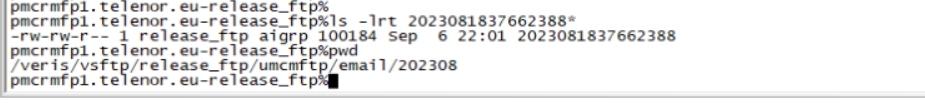 pmcrmfp1.telenor.eu-release_ftp%
pmcrmfp1.telenor.eu-release_ftp%ls -lrt 2023081837662388*
-rw-rw-r-- 1 release_ftp aigrp 100184 Sep  6 22:01 2023081837662388
pmcrmfp1.telenor.eu-release_ftp%pwd
/veris/vsftp/release_ftp/umcmftp/email/202308
pmcrmfp1.telenor.eu-release_ftp%